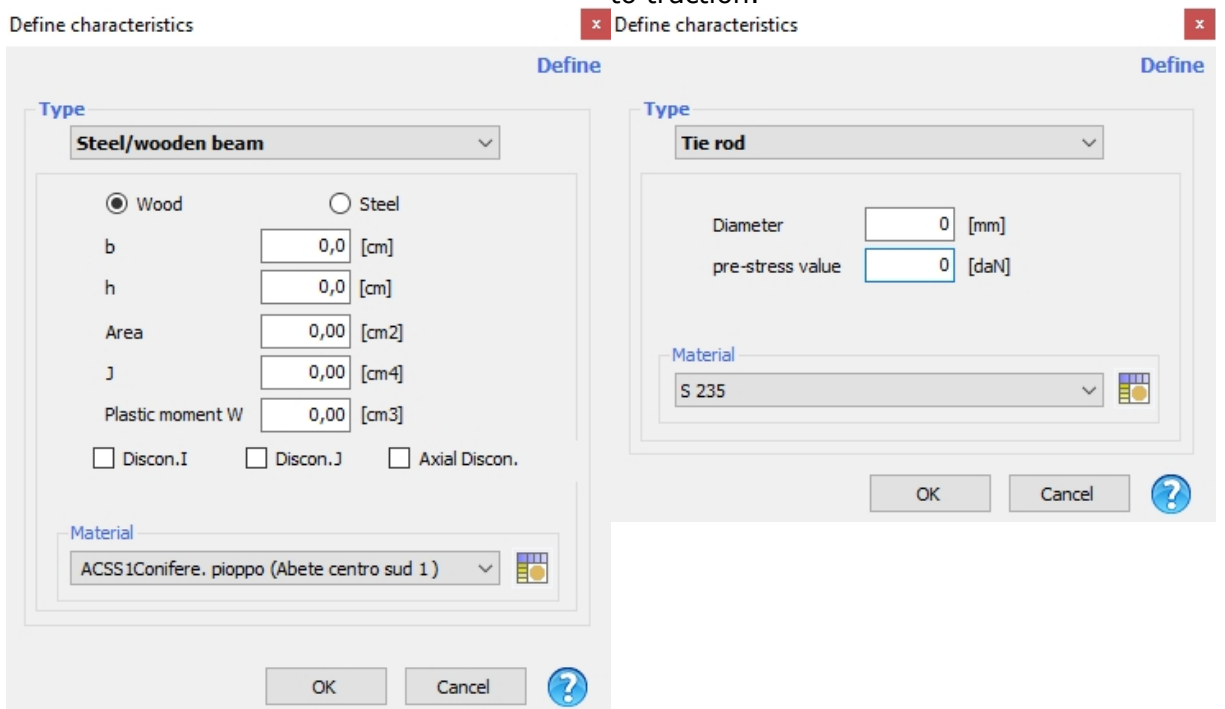 to traction.
Define characteristics
x
Define
Type
Steel/wooden beam
Wood
Steel
b 0,0 [cm]
h 0,0 [cm]
Area 0,00 [cm2]
J 0,00 [cm4]
Plastic moment W 0,00 [cm3]
Discon.I Discon.J Axial Discon.
Material
ACSS1Conifere. pioppo (Abete centro sud 1)
OK Cancel ?
Define characteristics
x
Define
Type
Tie rod
Diameter 0 [mm]
pre-stress value 0 [daN]
Material
S 235
OK Cancel ?